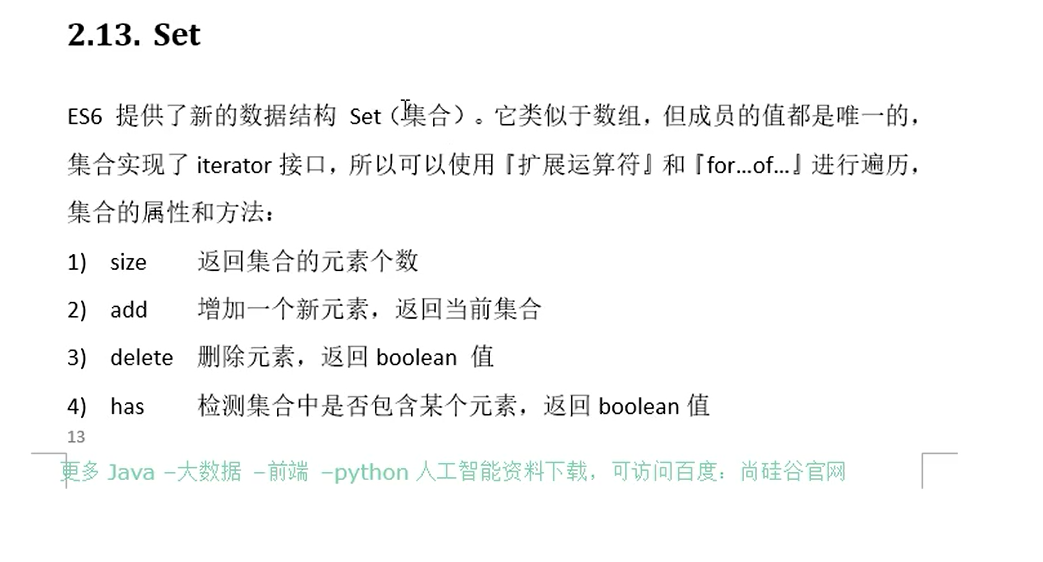 2.13. Set
ES6 提供了新的数据结构 Set（集合）。它类似于数组，但成员的值都是唯一的，
集合实现了 iterator 接口，所以可以使用『扩展运算符』和『for…of…』进行遍历，
集合的属性和方法：
1) size 返回集合的元素个数
2) add 增加一个新元素，返回当前集合
3) delete 删除元素，返回 boolean 值
4) has 检测集合中是否包含某个元素，返回 boolean 值
13
更多 Java –大数据 –前端 –python 人工智能资料下载，可访问百度：尚硅谷官网